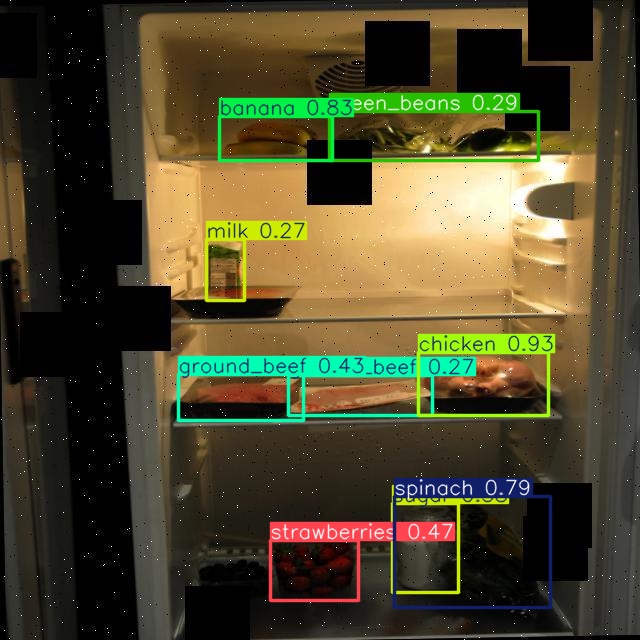 banana 0.83
een_beans 0.29
milk 0.27
chicken 0.93
ground_beef 0.43
_beef 0.27
spinach 0.79
strawberries 0.47